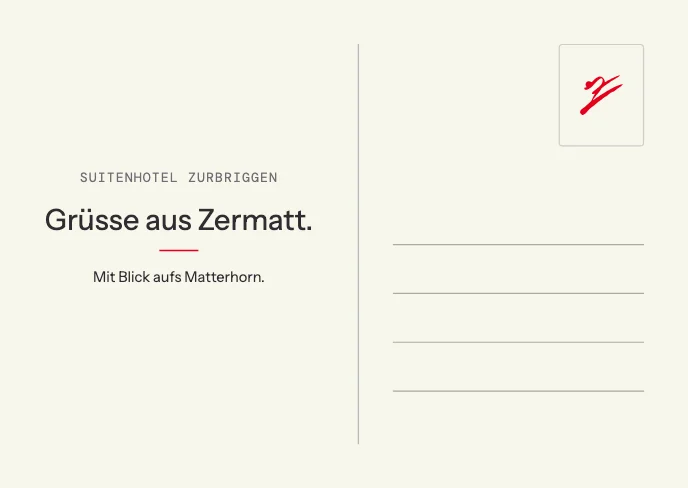 SUITENHOTEL ZURBRIGGEN
Grüsse aus Zermatt.
Mit Blick aufs Matterhorn.